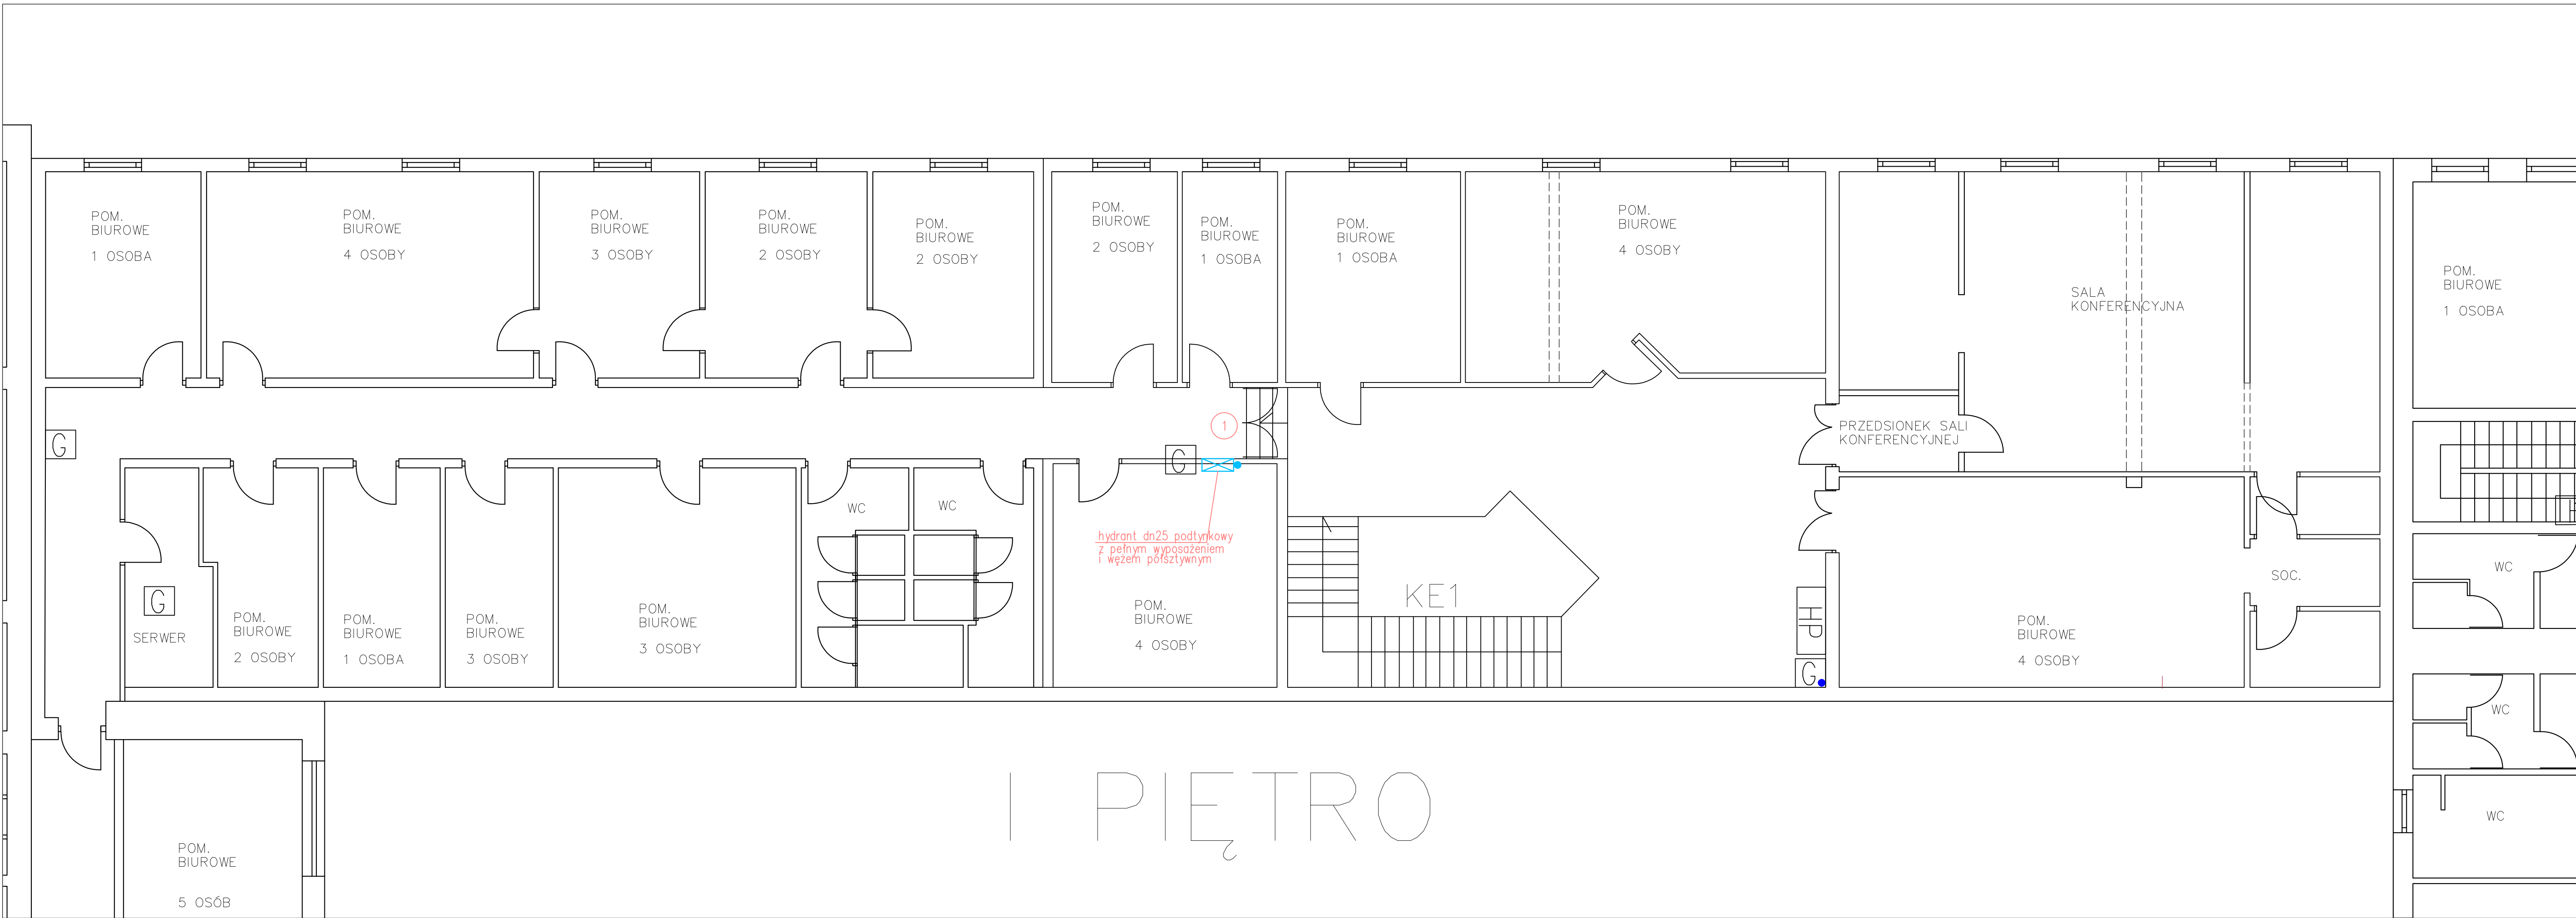 POM.
BIUROWE
1 OSOBA
POM.
BIUROWE
4 OSOBY
POM.
BIUROWE
3 OSOBY
POM.
BIUROWE
2 OSOBY
POM.
BIUROWE
2 OSOBY
POM.
BIUROWE
2 OSOBY
POM.
BIUROWE
1 OSOBA
POM.
BIUROWE
1 OSOBA
POM.
BIUROWE
4 OSOBY
SALA
KONFERENCYJNA
POM.
BIUROWE
1 OSOBA
G
1
G
PRZEDSIONEK SALI
KONFERENCYJNEJ
WC
WC
hydrant dn25 podtynkowy
z pełnym wyposażeniem
i wężem półsztywnym
G
SERWER
POM.
BIUROWE
2 OSOBY
POM.
BIUROWE
1 OSOBA
POM.
BIUROWE
3 OSOBY
POM.
BIUROWE
3 OSOBY
POM.
BIUROWE
4 OSOBY
KE1
HP
G
POM.
BIUROWE
4 OSOBY
SOC.
WC
WC
WC
I PIĘTRO
POM.
BIUROWE
5 OSÓB